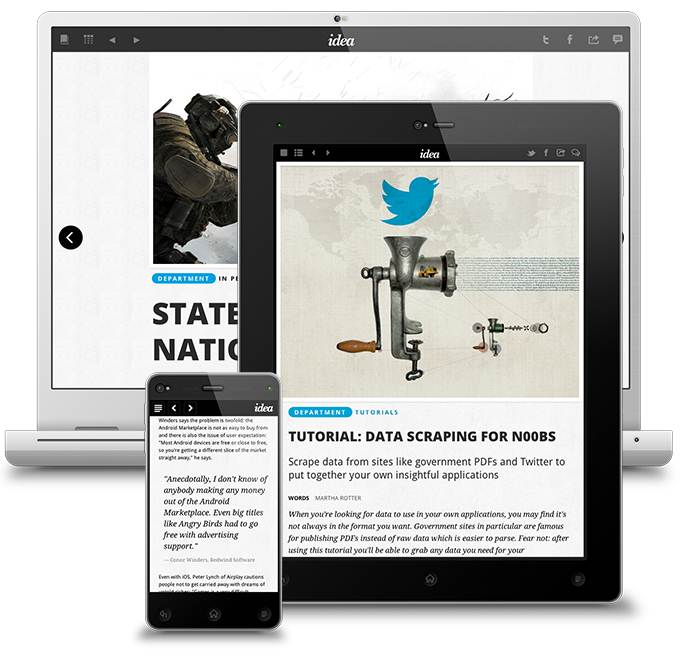 idea
DEPARTMENT IN
STATE
NATIO
idea
DEPARTMENT TUTORIALS
TUTORIAL: DATA SCRAPING FOR N00BS
Scrape data from sites like government PDFs and Twitter to
put together your own insightful applications
WORDS MARTHA ROTTER
When you're looking for data to use in your own applications, you may find it's
not always in the format you want. Government sites in particular are famous
for publishing PDFs instead of raw data which is easier to parse. Fear not: after
using this tutorial you'll be able to grab any data you need for your
idea
Winders says the problem is twofold: the
Android Marketplace is not as easy to buy from
and there is also the issue of user expestation:
"Most Android devices are free or close to free,
so you're getting a different slice of the market
straight away," he says.
"Anecdotally, I don't know of
anybody making any money
out of the Android
Marketplace. Even big titles
like Angry Birds had to go
free with advertising
support."
— Conor Winders, Redwind Software
Even with iOS, Peter Lynch of Airplay cautions
people not to get carried away with dreams of